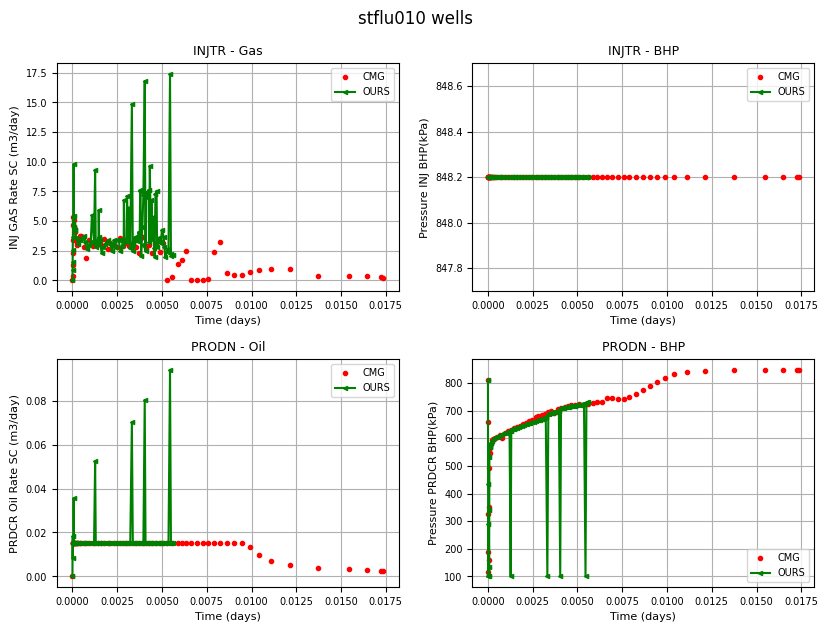 stflu010 wells
INJTR - Gas
INJ GAS Rate SC (m3/day)
17.5
15.0
12.5
10.0
7.5
5.0
2.5
0.0
CMG
OURS
0.0000 0.0025 0.0050 0.0075 0.0100 0.0125 0.0150 0.0175
Time (days)
INJTR - BHP
Pressure INJ BHP(kPa)
848.6
848.4
848.2
848.0
847.8
CMG
OURS
0.0000 0.0025 0.0050 0.0075 0.0100 0.0125 0.0150 0.0175
Time (days)
PRODN - Oil
PRDCR Oil Rate SC (m3/day)
0.08
0.06
0.04
0.02
0.00
CMG
OURS
0.0000 0.0025 0.0050 0.0075 0.0100 0.0125 0.0150 0.0175
Time (days)
PRODN - BHP
Pressure PRDCR BHP(kPa)
800
700
600
500
400
300
200
100
CMG
OURS
0.0000 0.0025 0.0050 0.0075 0.0100 0.0125 0.0150 0.0175
Time (days)